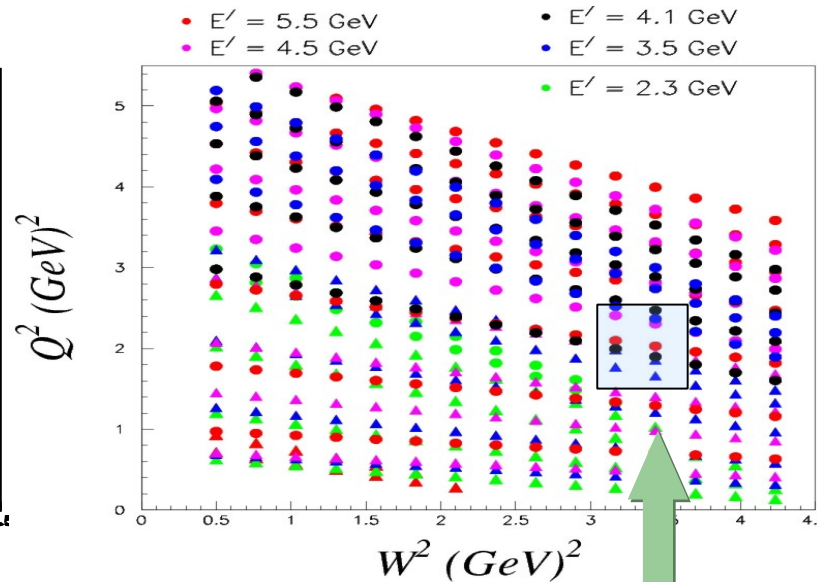 E′ = 5.5 GeV
E′ = 4.5 GeV
E′ = 4.1 GeV
E′ = 3.5 GeV
E′ = 2.3 GeV
5
4
3
2
1
0
Q² (GeV)²
0 0.5 1 1.5 2 2.5 3 4 4.
W² (GeV)²